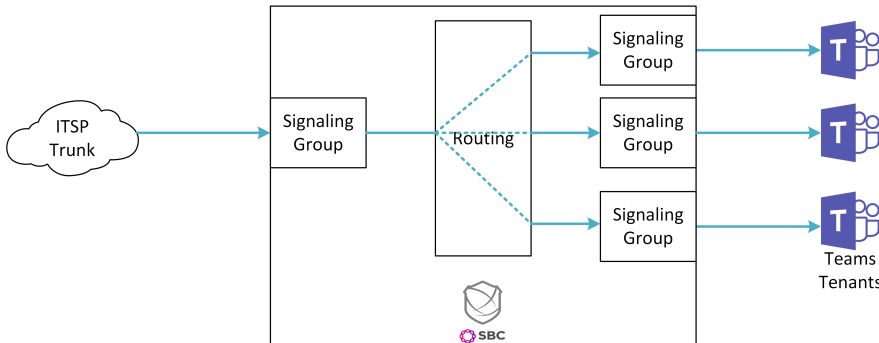 ITSP
Trunk
Signaling
Group
Routing
Signaling
Group
Signaling
Group
Signaling
Group
T
T
T
Teams
Tenants
SBC